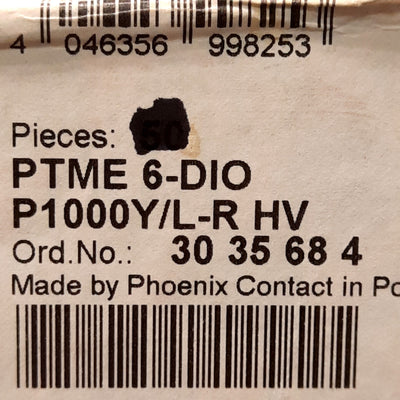 4 046356 998253
Pieces: 50
PTME 6-DIO
P1000Y/L-R HV
Ord.No.: 30 35 68 4
Made by Phoenix Contact in Po